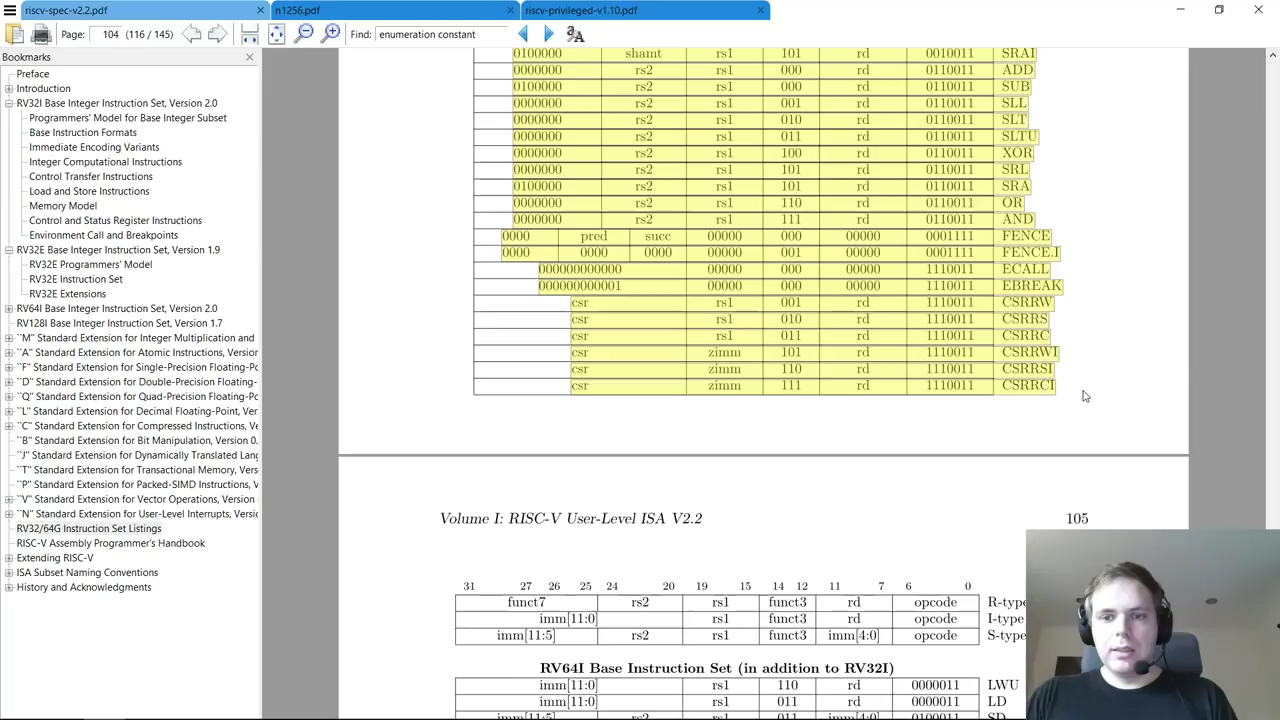 riscv-spec-v2.2.pdf
n1256.pdf
riscv-privileged-v1.10.pdf
Page: 104 (116 / 145) Find: enumeration constant
Bookmarks
Preface
Introduction
RV32I Base Integer Instruction Set, Version 2.0
Programmers' Model for Base Integer Subset
Base Instruction Formats
Immediate Encoding Variants
Integer Computational Instructions
Control Transfer Instructions
Load and Store Instructions
Memory Model
Control and Status Register Instructions
Environment Call and Breakpoints
RV32E Base Integer Instruction Set, Version 1.9
RV32E Programmers' Model
RV32E Instruction Set
RV32E Extensions
RV64I Base Integer Instruction Set, Version 2.0
RV128I Base Integer Instruction Set, Version 1.7
``M'' Standard Extension for Integer Multiplication and
``A'' Standard Extension for Atomic Instructions, Version
``F'' Standard Extension for Single-Precision Floating-Po
``D'' Standard Extension for Double-Precision Floating-
``Q'' Standard Extension for Quad-Precision Floating-Po
``L'' Standard Extension for Decimal Floating-Point, Ver
``C'' Standard Extension for Compressed Instructions, Ve
``B'' Standard Extension for Bit Manipulation, Version 0.
``J'' Standard Extension for Dynamically Translated Lang
``T'' Standard Extension for Transactional Memory, Vers
``P'' Standard Extension for Packed-SIMD Instructions, V
``V'' Standard Extension for Vector Operations, Version
``N'' Standard Extension for User-Level Interrupts, Versio
RV32/64G Instruction Set Listings
RISC-V Assembly Programmer's Handbook
Extending RISC-V
ISA Subset Naming Conventions
History and Acknowledgments
0100000 shamt rs1 101 rd 0010011 SRAI
0000000 rs2 rs1 000 rd 0110011 ADD
0100000 rs2 rs1 000 rd 0110011 SUB
0000000 rs2 rs1 001 rd 0110011 SLL
0000000 rs2 rs1 010 rd 0110011 SLT
0000000 rs2 rs1 011 rd 0110011 SLTU
0000000 rs2 rs1 100 rd 0110011 XOR
0000000 rs2 rs1 101 rd 0110011 SRL
0100000 rs2 rs1 101 rd 0110011 SRA
0000000 rs2 rs1 110 rd 0110011 OR
0000000 rs2 rs1 111 rd 0110011 AND
0000 pred succ 00000 000 00000 0001111 FENCE
0000 0000 0000 00000 001 00000 0001111 FENCE.I
000000000000 00000 000 00000 1110011 ECALL
000000000001 00000 000 00000 1110011 EBREAK
csr rs1 001 rd 1110011 CSRRW
csr rs1 010 rd 1110011 CSRRS
csr rs1 011 rd 1110011 CSRRC
csr zimm 101 rd 1110011 CSRRWI
csr zimm 110 rd 1110011 CSRRSI
csr zimm 111 rd 1110011 CSRRCI
Volume I: RISC-V User-Level ISA V2.2 105
31 27 26 25 24 20 19 15 14 12 11 7 6 0
funct7 rs2 rs1 funct3 rd opcode R-type
imm[11:0] rs1 funct3 rd opcode I-type
imm[11:5] rs2 rs1 funct3 imm[4:0] opcode S-type
RV64I Base Instruction Set (in addition to RV32I)
imm[11:0] rs1 110 rd 0000011 LWU
imm[11:0] rs1 011 rd 0000011 LD
imm[11:5] rs2 rs1 011 imm[4:0] 0100011 SD